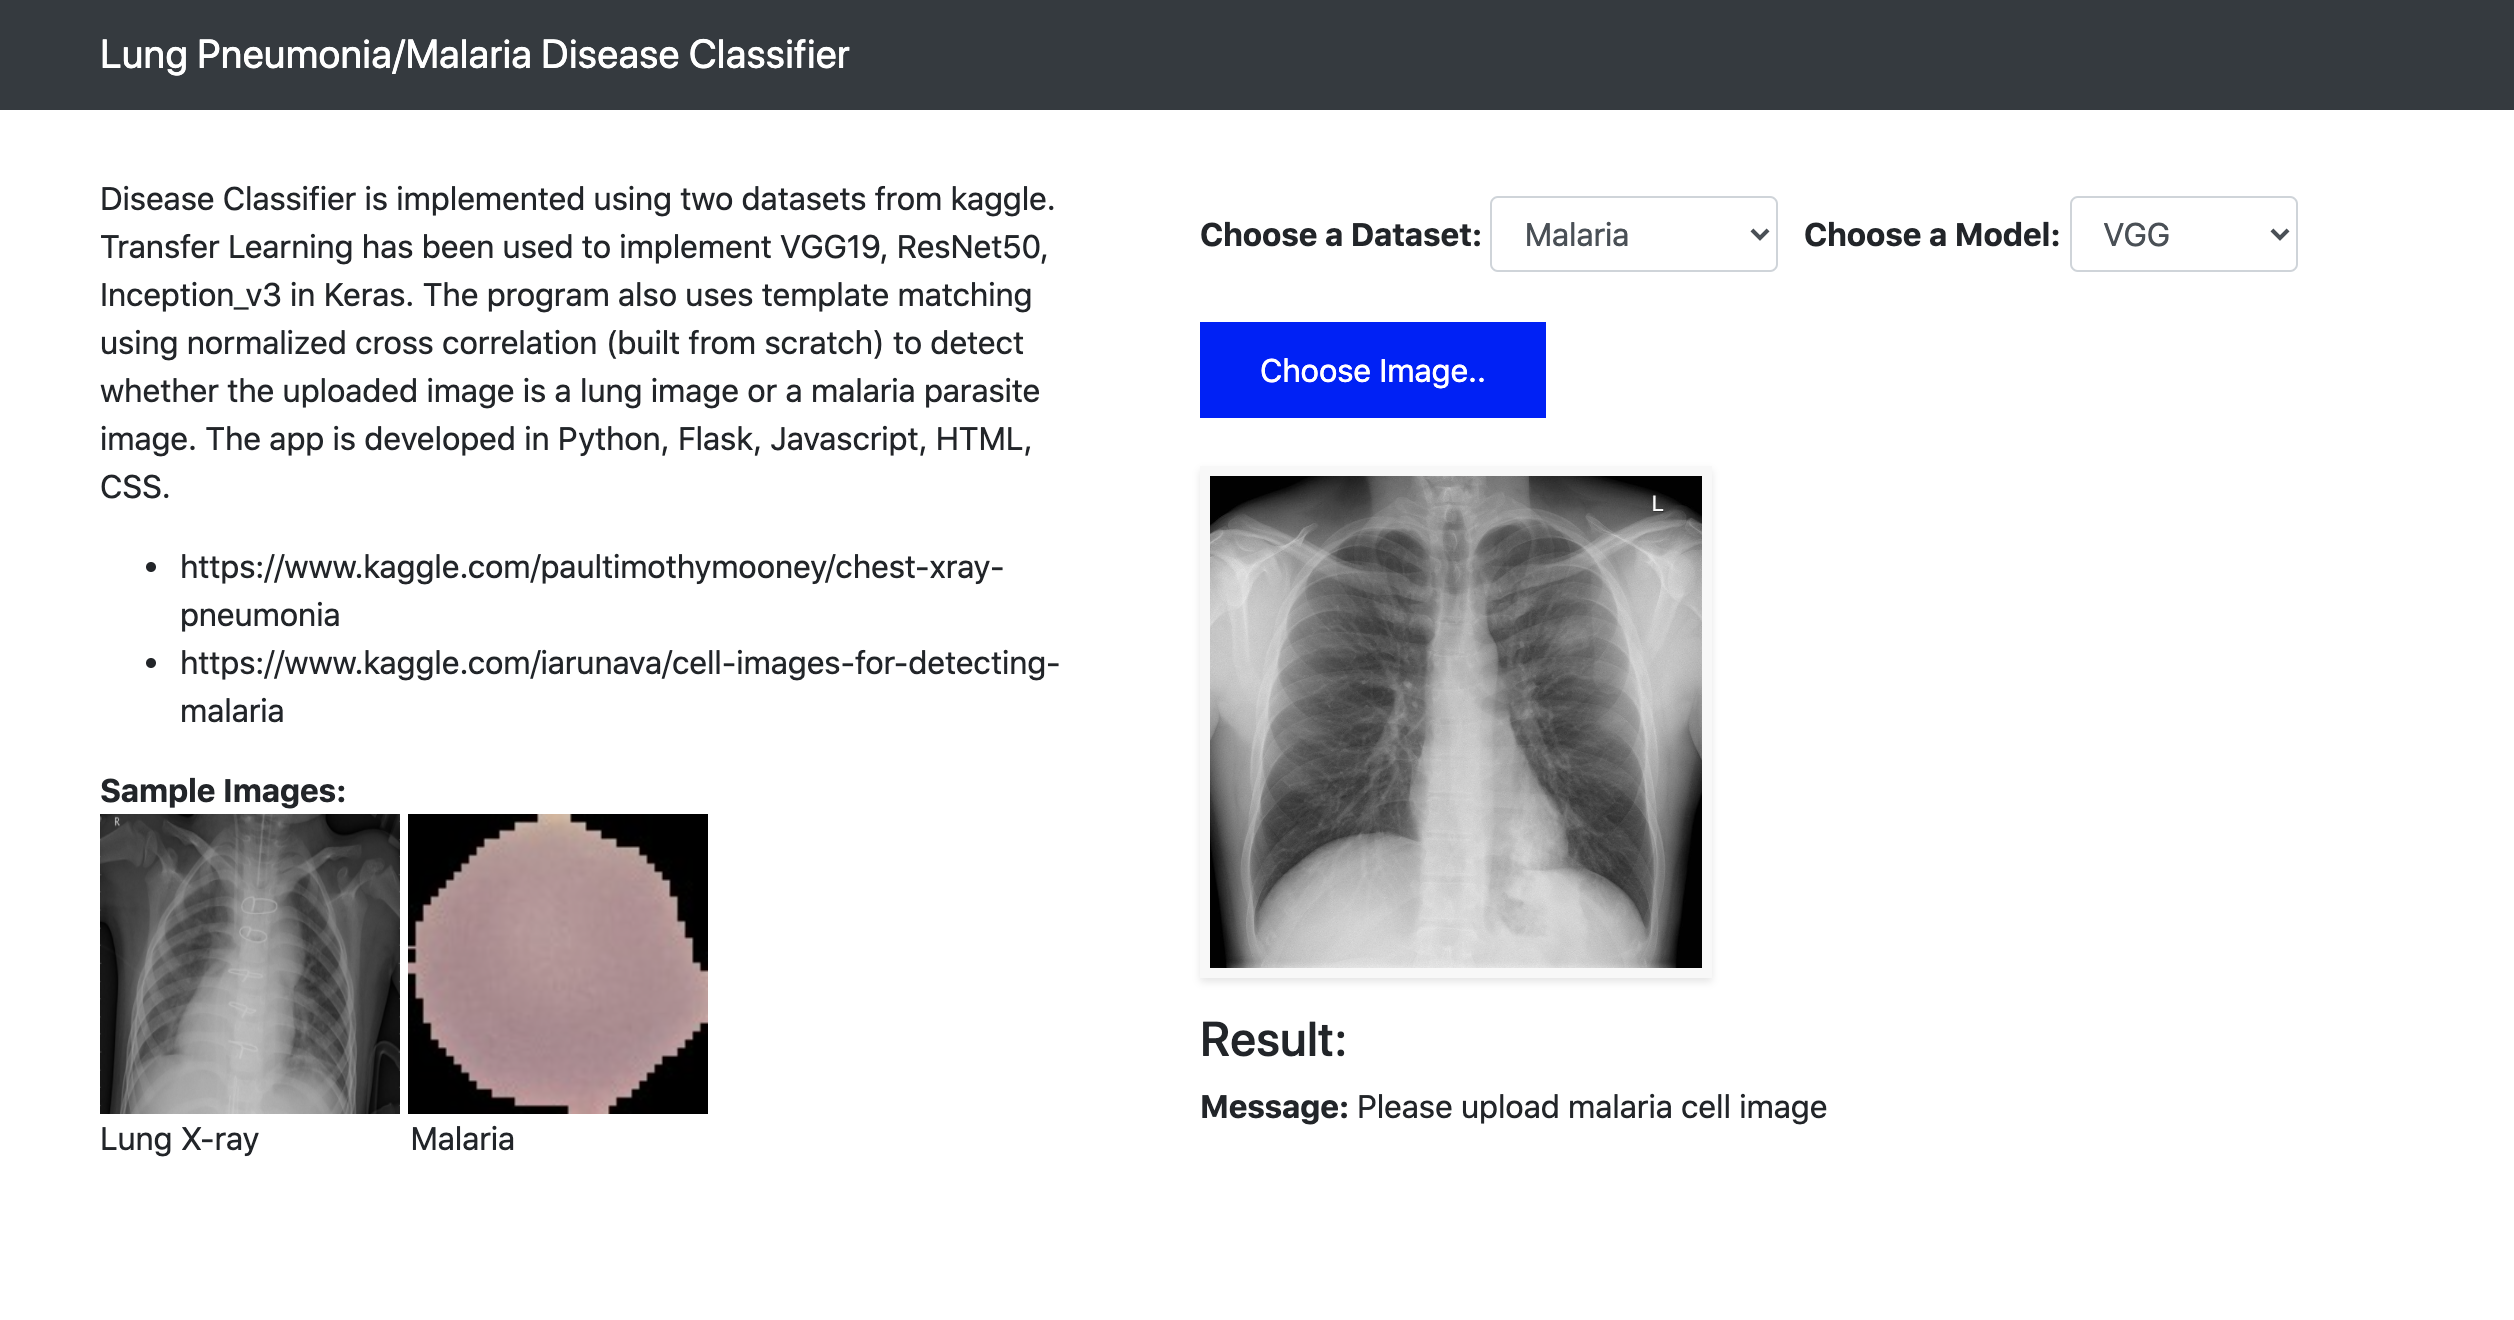 Lung Pneumonia/Malaria Disease Classifier
Disease Classifier is implemented using two datasets from kaggle.
Transfer Learning has been used to implement VGG19, ResNet50,
Inception_v3 in Keras. The program also uses template matching
using normalized cross correlation (built from scratch) to detect
whether the uploaded image is a lung image or a malaria parasite
image. The app is developed in Python, Flask, Javascript, HTML,
CSS.
https://www.kaggle.com/paultimothymooney/chest-xray-
pneumonia
https://www.kaggle.com/iarunava/cell-images-for-detecting-
malaria
Sample Images:
R
Lung X-ray Malaria
Choose a Dataset: Malaria Choose a Model: VGG
Choose Image..
L
Result:
Message: Please upload malaria cell image